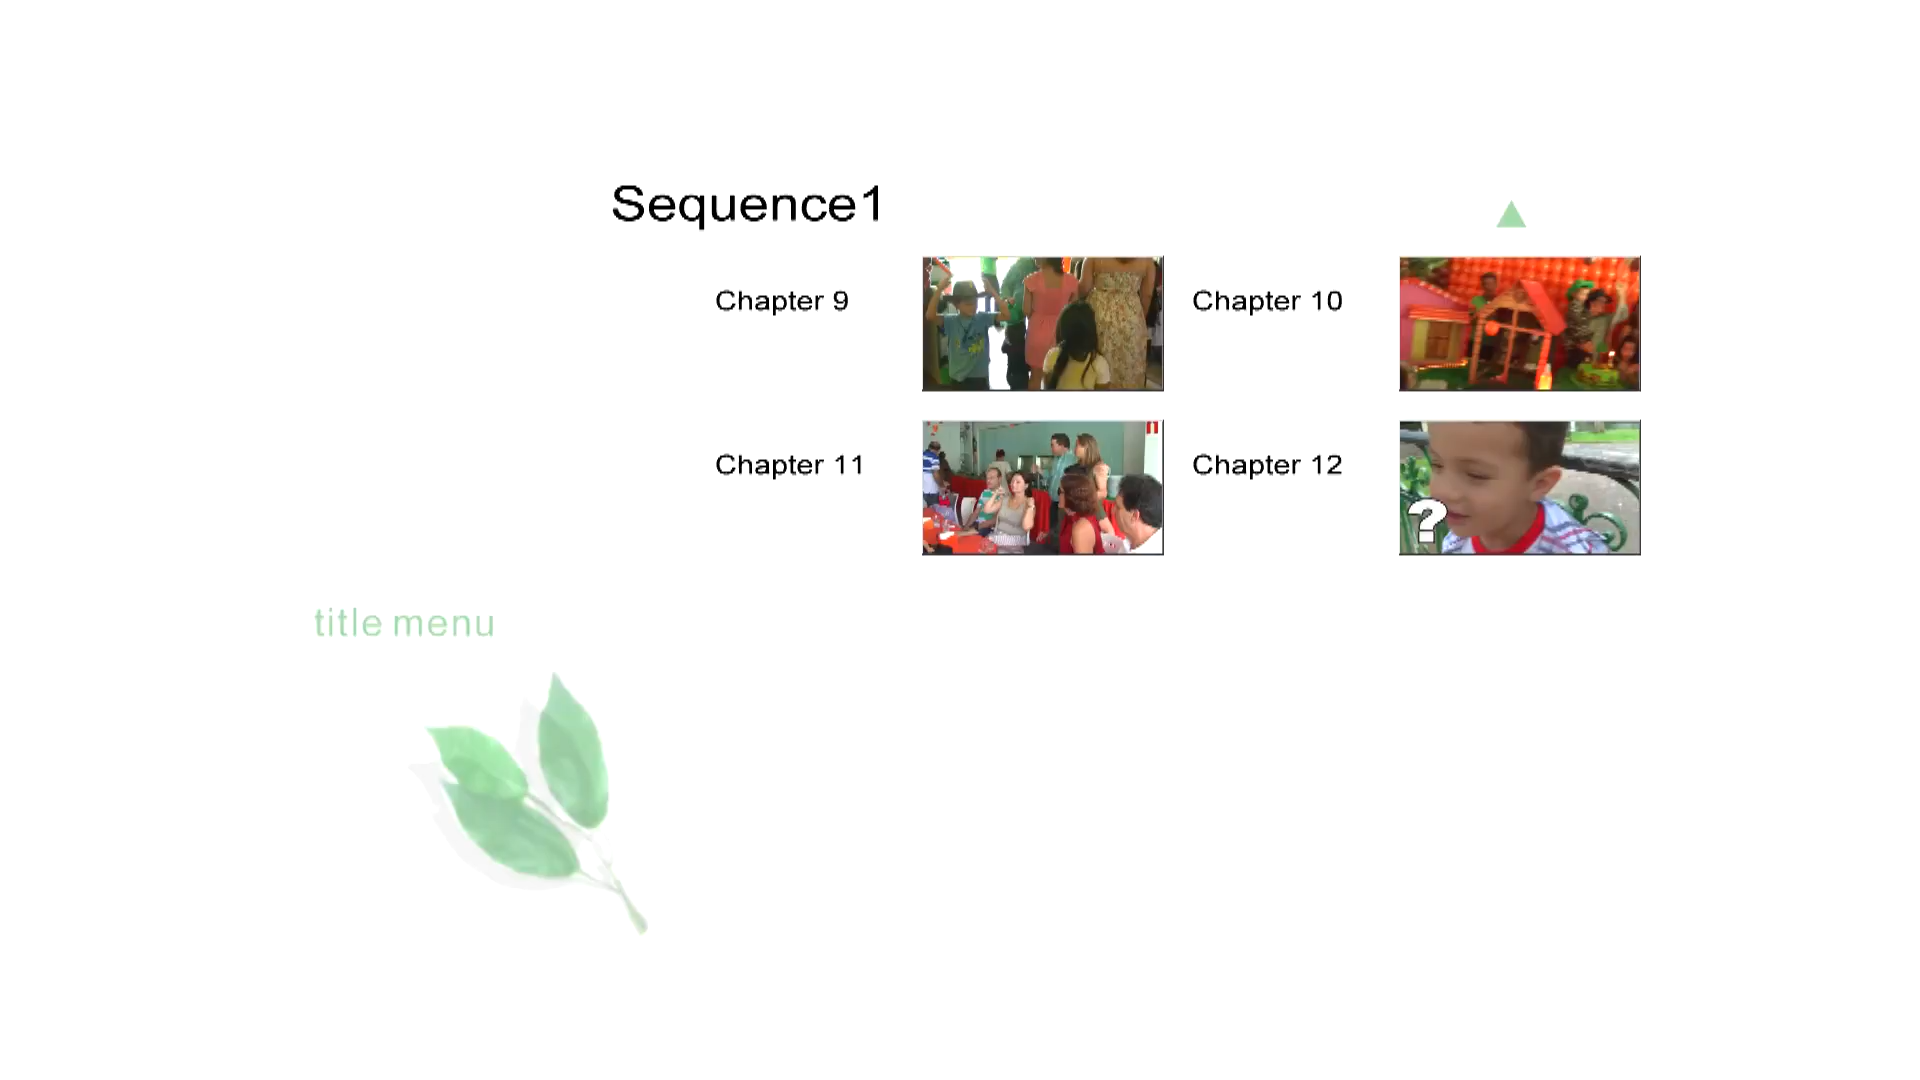 Sequence1
Chapter 9
Chapter 10
Chapter 11
Chapter 12
?
title menu